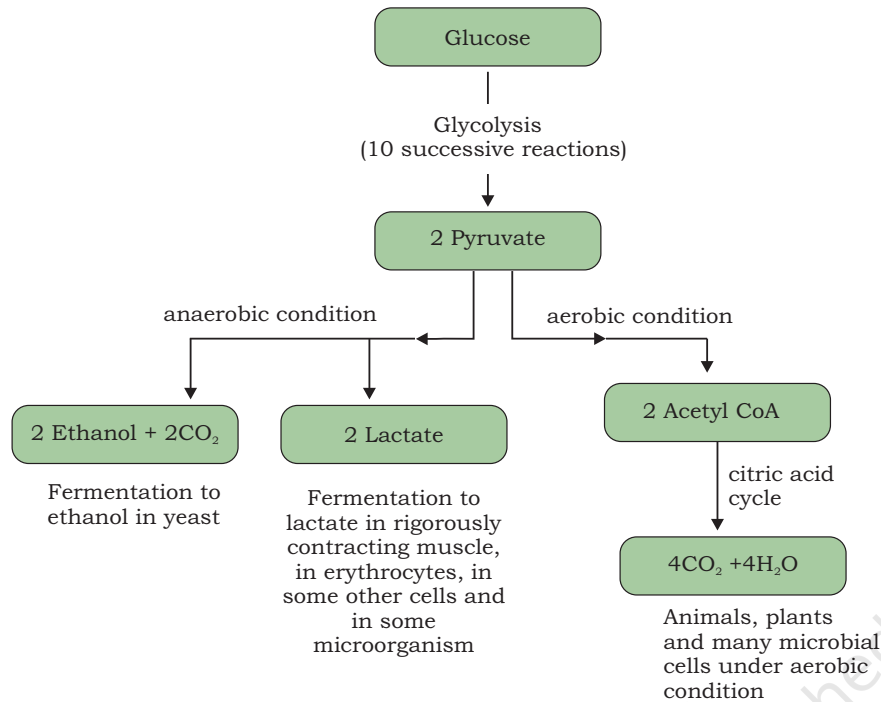 Glucose
Glycolysis
(10 successive reactions)
2 Pyruvate
anaerobic condition
aerobic condition
2 Ethanol + 2CO₂
2 Lactate
2 Acetyl CoA
Fermentation to
ethanol in yeast
Fermentation to
lactate in rigorously
contracting muscle,
in erythrocytes, in
some other cells and
in some
microorganism
citric acid
cycle
4CO₂ +4H₂O
Animals, plants
and many microbial
cells under aerobic
condition